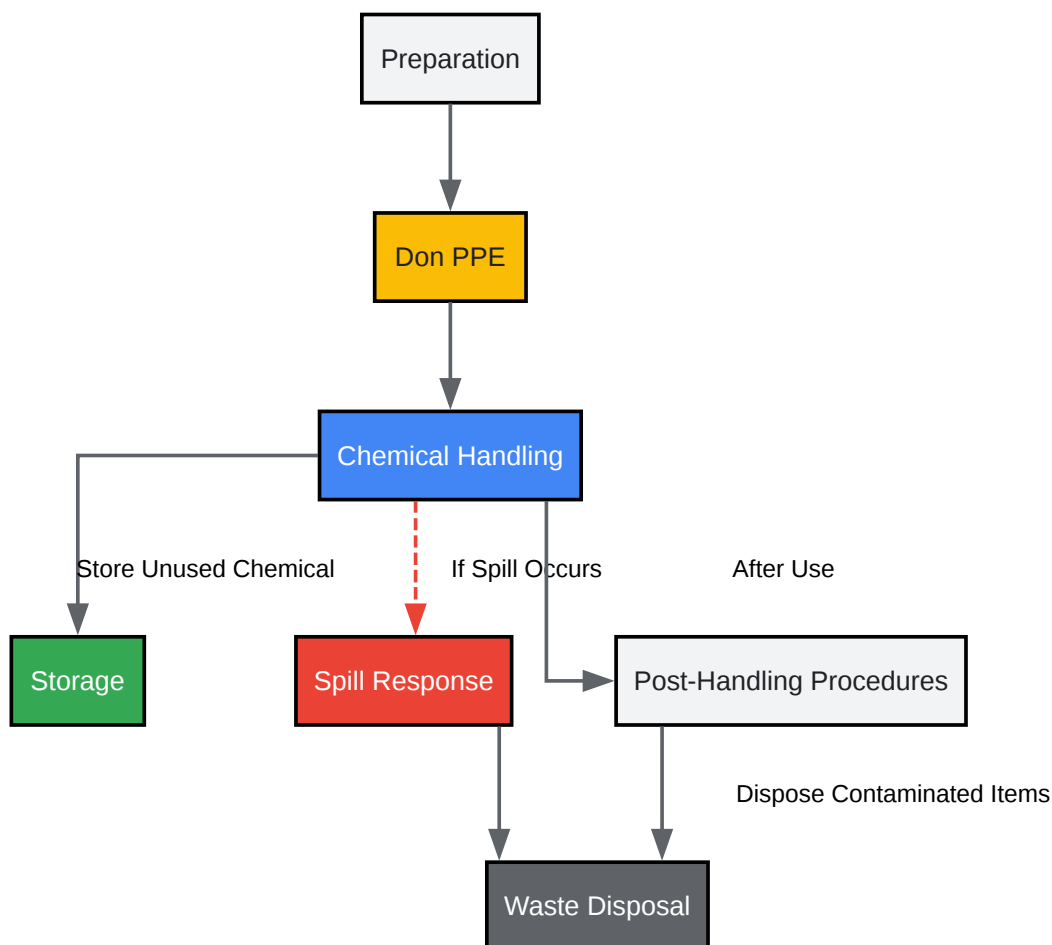 Preparation
Don PPE
Chemical Handling
Store Unused Chemical
If Spill Occurs
After Use
Storage
Spill Response
Post-Handling Procedures
Dispose Contaminated Items
Waste Disposal